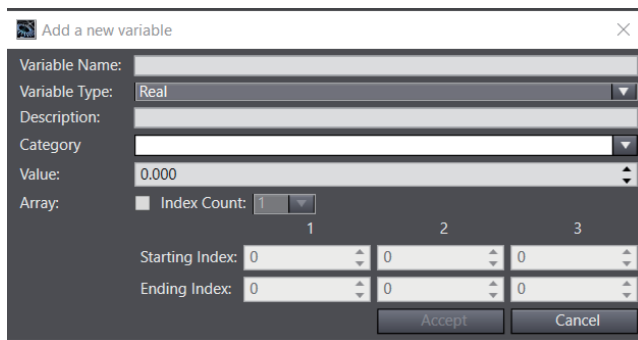 Add a new variable
Variable Name:
Variable Type: Real
Description:
Category
Value: 0.000
Array: Index Count: 1
1 2 3
Starting Index: 0 0 0
Ending Index: 0 0 0
Accept Cancel